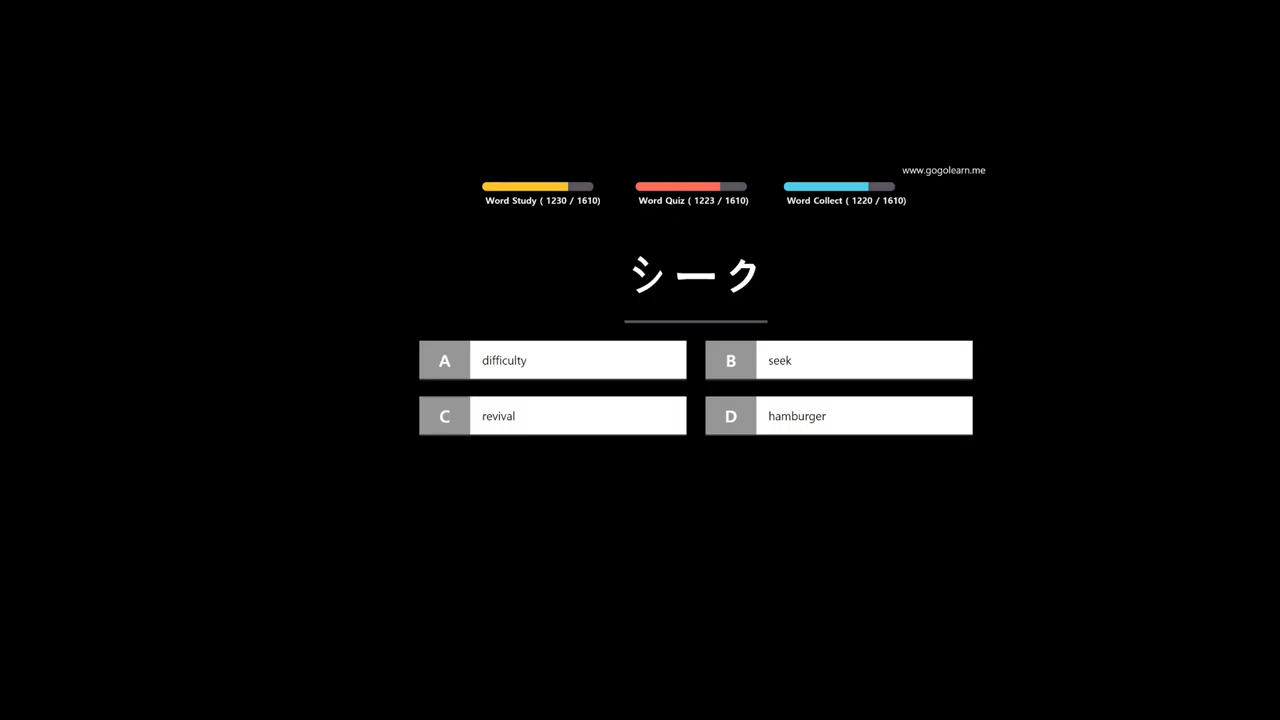 www.gogolearn.me
Word Study ( 1230 / 1610)
Word Quiz ( 1223 / 1610)
Word Collect ( 1220 / 1610)
シーク
A difficulty
B seek
C revival
D hamburger